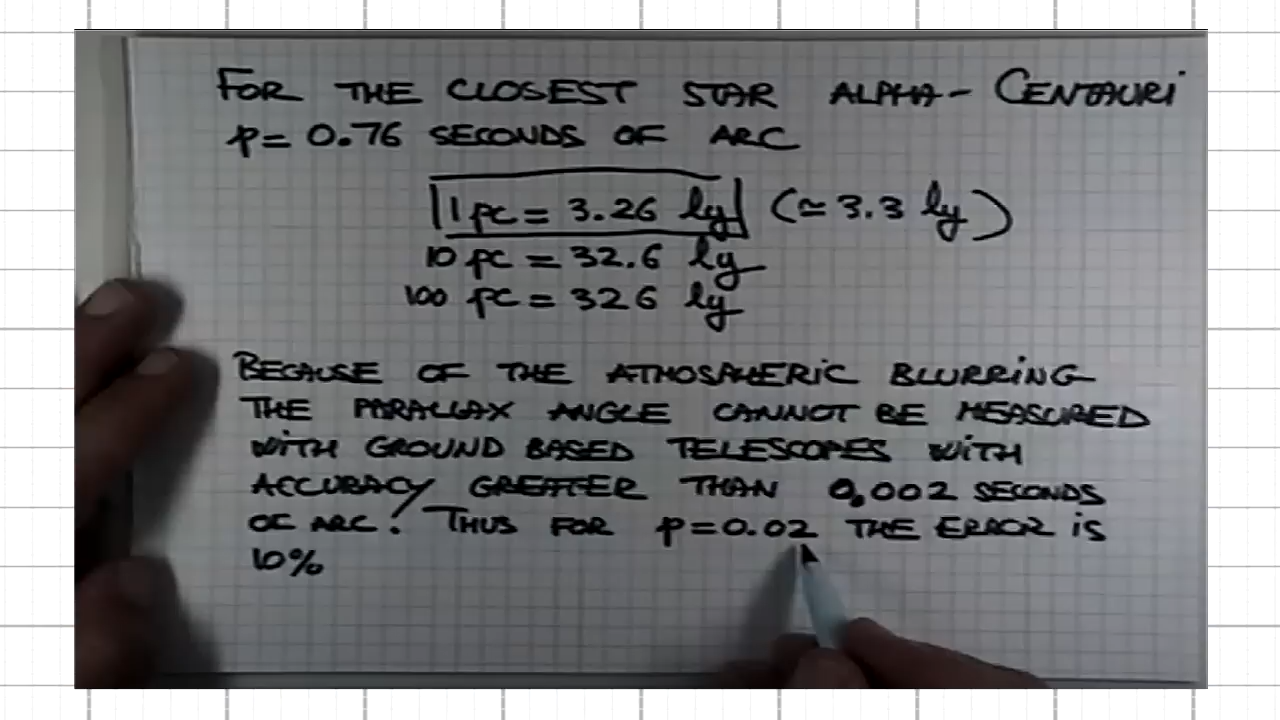 FOR THE CLOSEST STAR ALPHA- CENTAURI
p= 0.76 SECONDS OF ARC
1 pc = 3.26 ly (≃ 3.3 ly)
10 pc = 32.6 ly
100 pc = 326 ly
BECAUSE OF THE ATMOSPHERIC BLURRING
THE PARALLAX ANGLE CANNOT BE MEASURED
WITH GROUND BASED TELESCOPES WITH
ACCURACY GREATER THAN 0,002 SECONDS
OF ARC! THUS FOR p=0.02 THE ERROR IS
10%